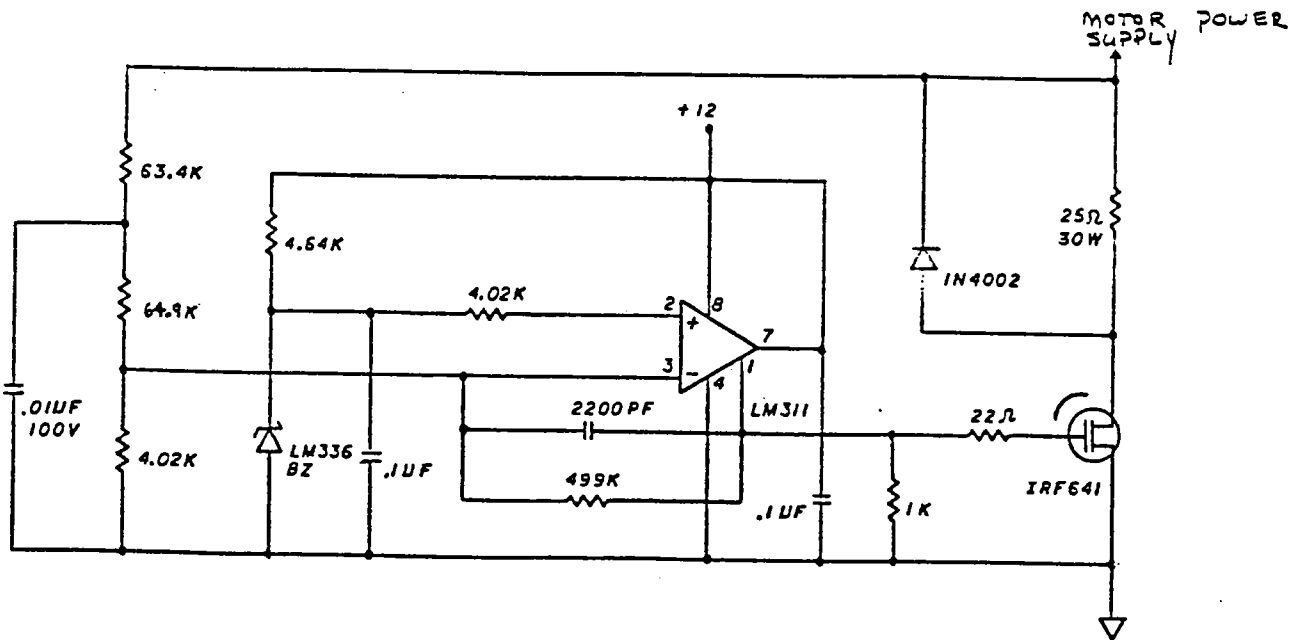 MOTOR POWER
SUPPLY
+12
63.4K
4.64K
25Ω
30W
1N4002
64.9K
4.02K
2
+
8
7
3
-
4
1
.01UF
100V
2200PF
LM311
22Ω
4.02K
LM336
BZ
.1UF
499K
.1UF
1K
IRF641